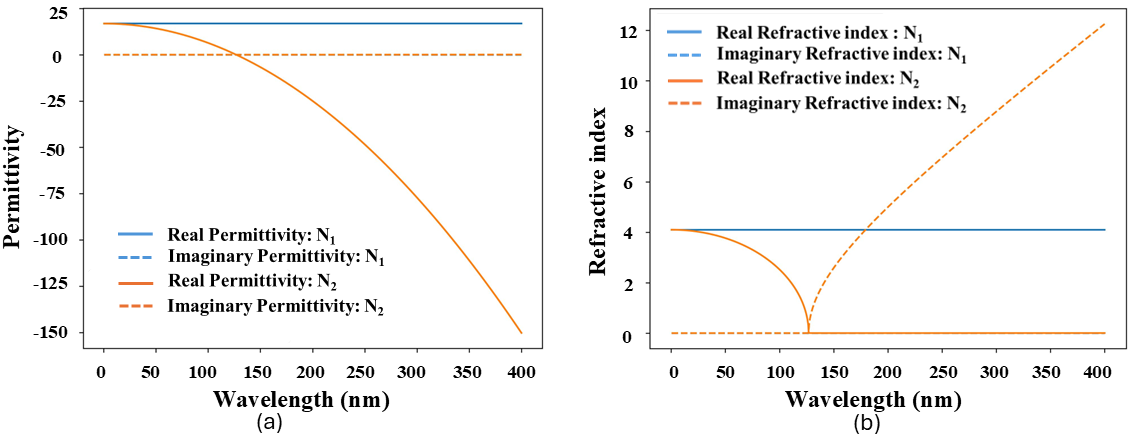 25
0
-25
-50
-75
-100
-125
-150
Permittivity
Real Permittivity: N1
Imaginary Permittivity: N1
Real Permittivity: N2
Imaginary Permittivity: N2
0 50 100 150 200 250 300 350 400
Wavelength (nm)
(a)
12
10
8
6
4
2
0
Refractive index
Real Refractive index : N1
Imaginary Refractive index: N1
Real Refractive index: N2
Imaginary Refractive index: N2
0 50 100 150 200 250 300 350 400
Wavelength (nm)
(b)